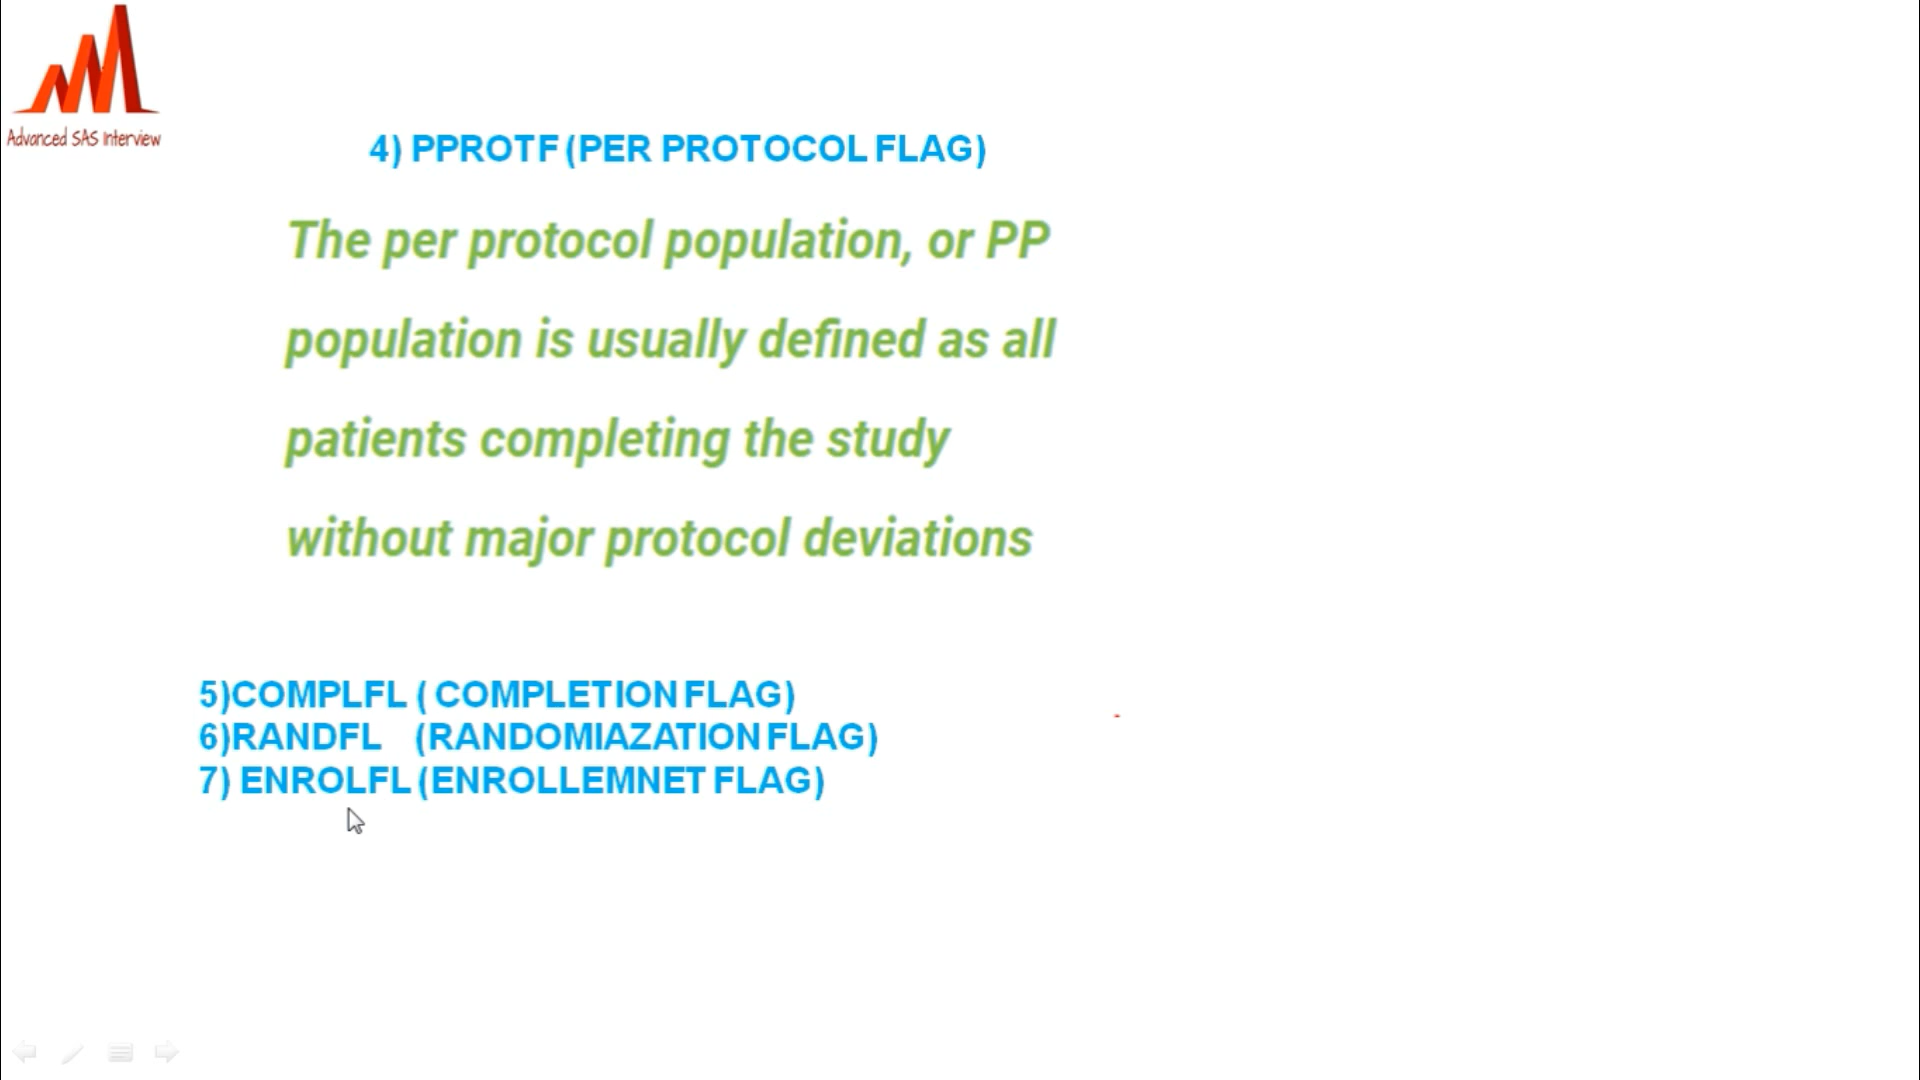 Advanced SAS Interview
4) PPROTF (PER PROTOCOL FLAG)
The per protocol population, or PP
population is usually defined as all
patients completing the study
without major protocol deviations
5)COMPLFL ( COMPLETION FLAG)
6)RANDFL (RANDOMIAZATION FLAG)
7) ENROLFL (ENROLLEMNET FLAG)